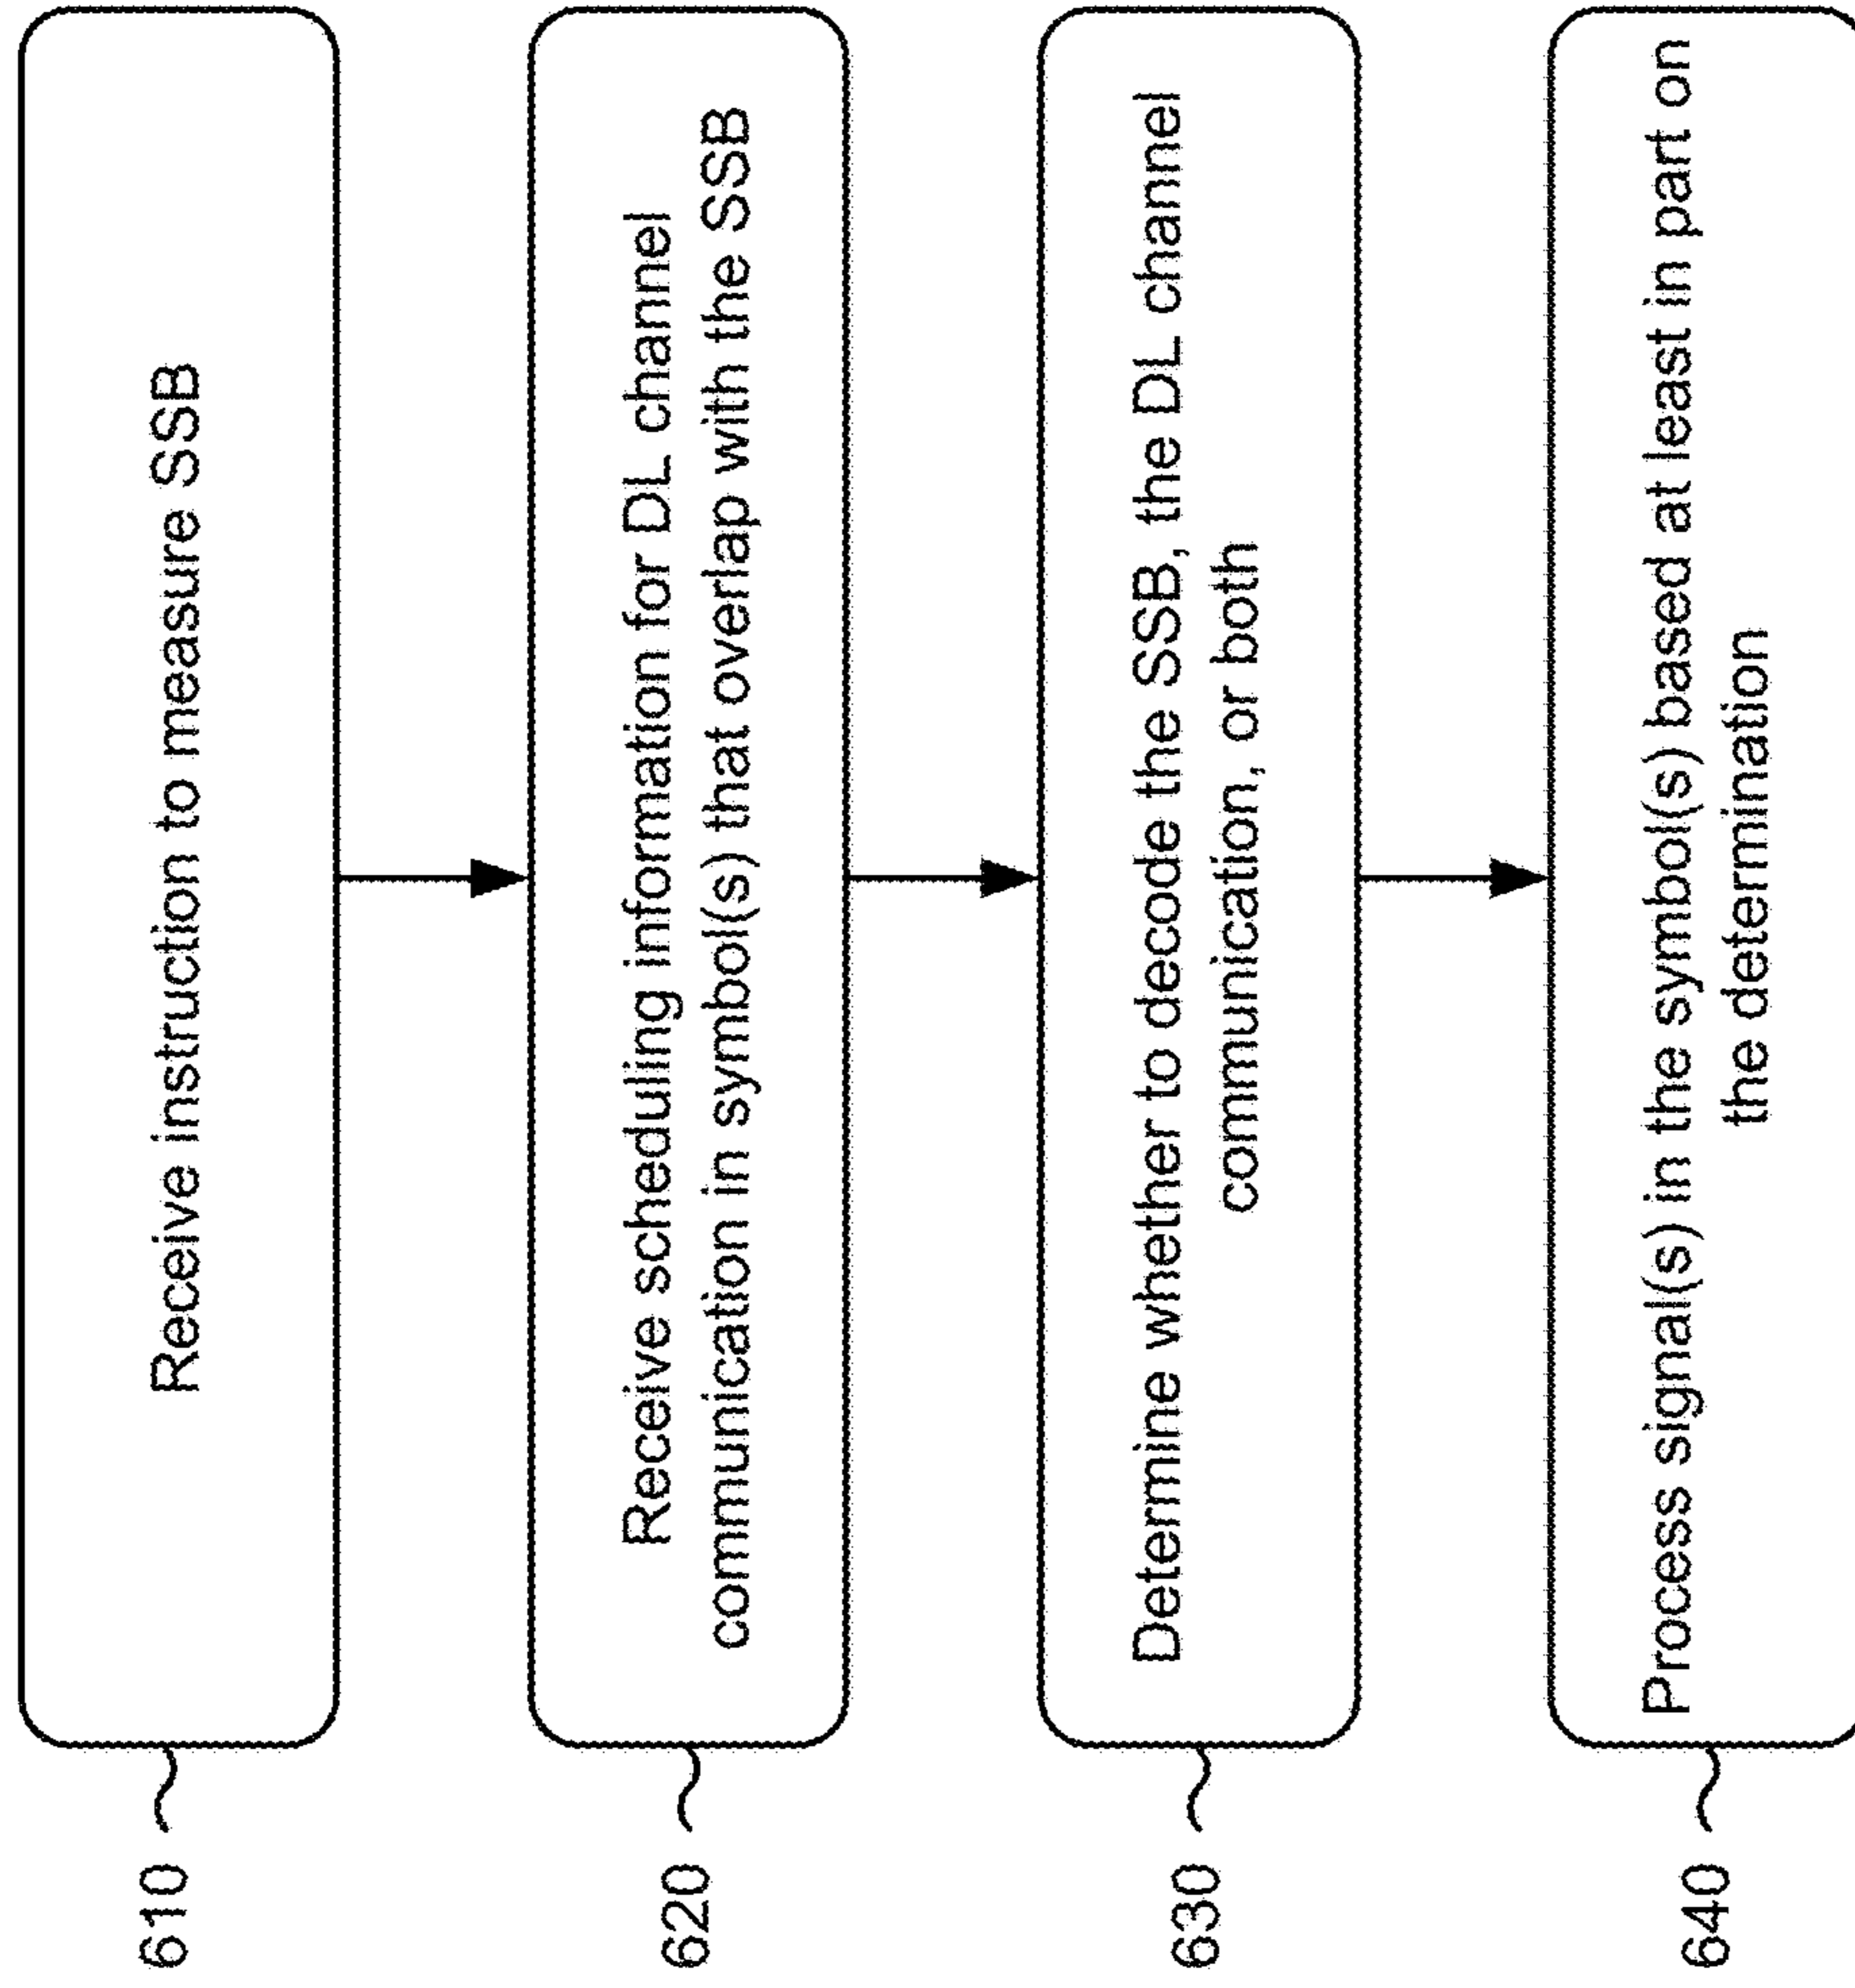 610
Receive instruction to measure SSB
620
Receive scheduling information for DL channel
communication in symbol(s) that overlap with the SSB
630
Determine whether to decode the SSB, the DL channel
communication, or both
640
Process signal(s) in the symbol(s) based at least in part on
the determination